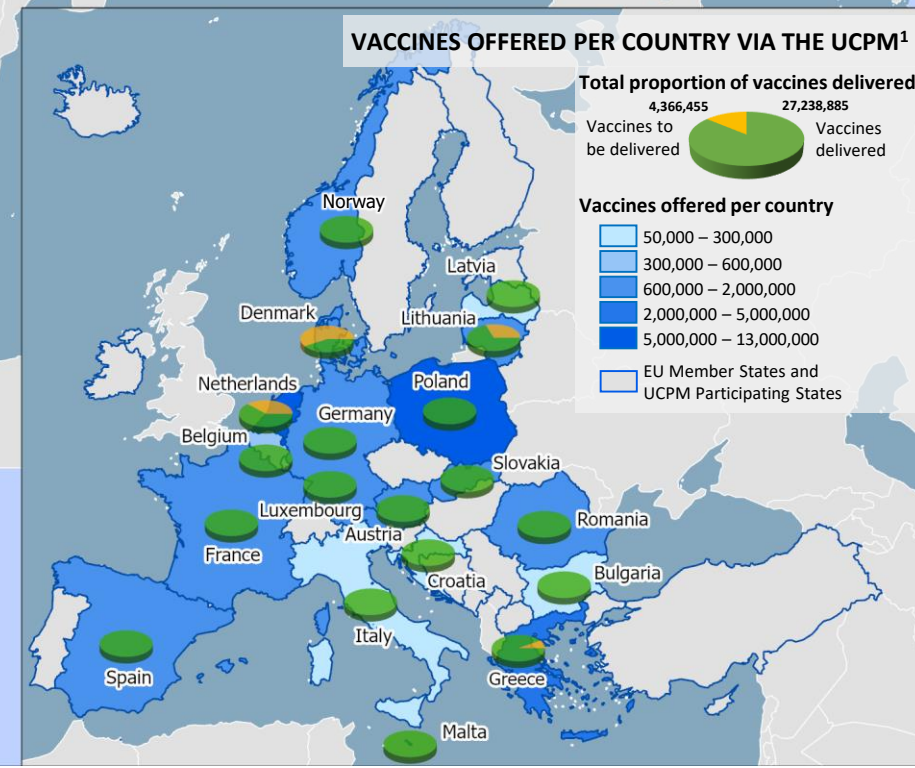 VACCINES OFFERED PER COUNTRY VIA THE UCPM¹
Total proportion of vaccines delivered
4,366,455
27,238,885
Vaccines to
be delivered
Vaccines
delivered
Vaccines offered per country
50,000 – 300,000
300,000 – 600,000
600,000 – 2,000,000
2,000,000 – 5,000,000
5,000,000 – 13,000,000
EU Member States and
UCPM Participating States
Norway
Latvia
Denmark
Lithuania
Netherlands
Poland
Germany
Belgium
Slovakia
Luxembourg
Romania
Austria
France
Bulgaria
Croatia
Italy
Spain
Greece
Malta